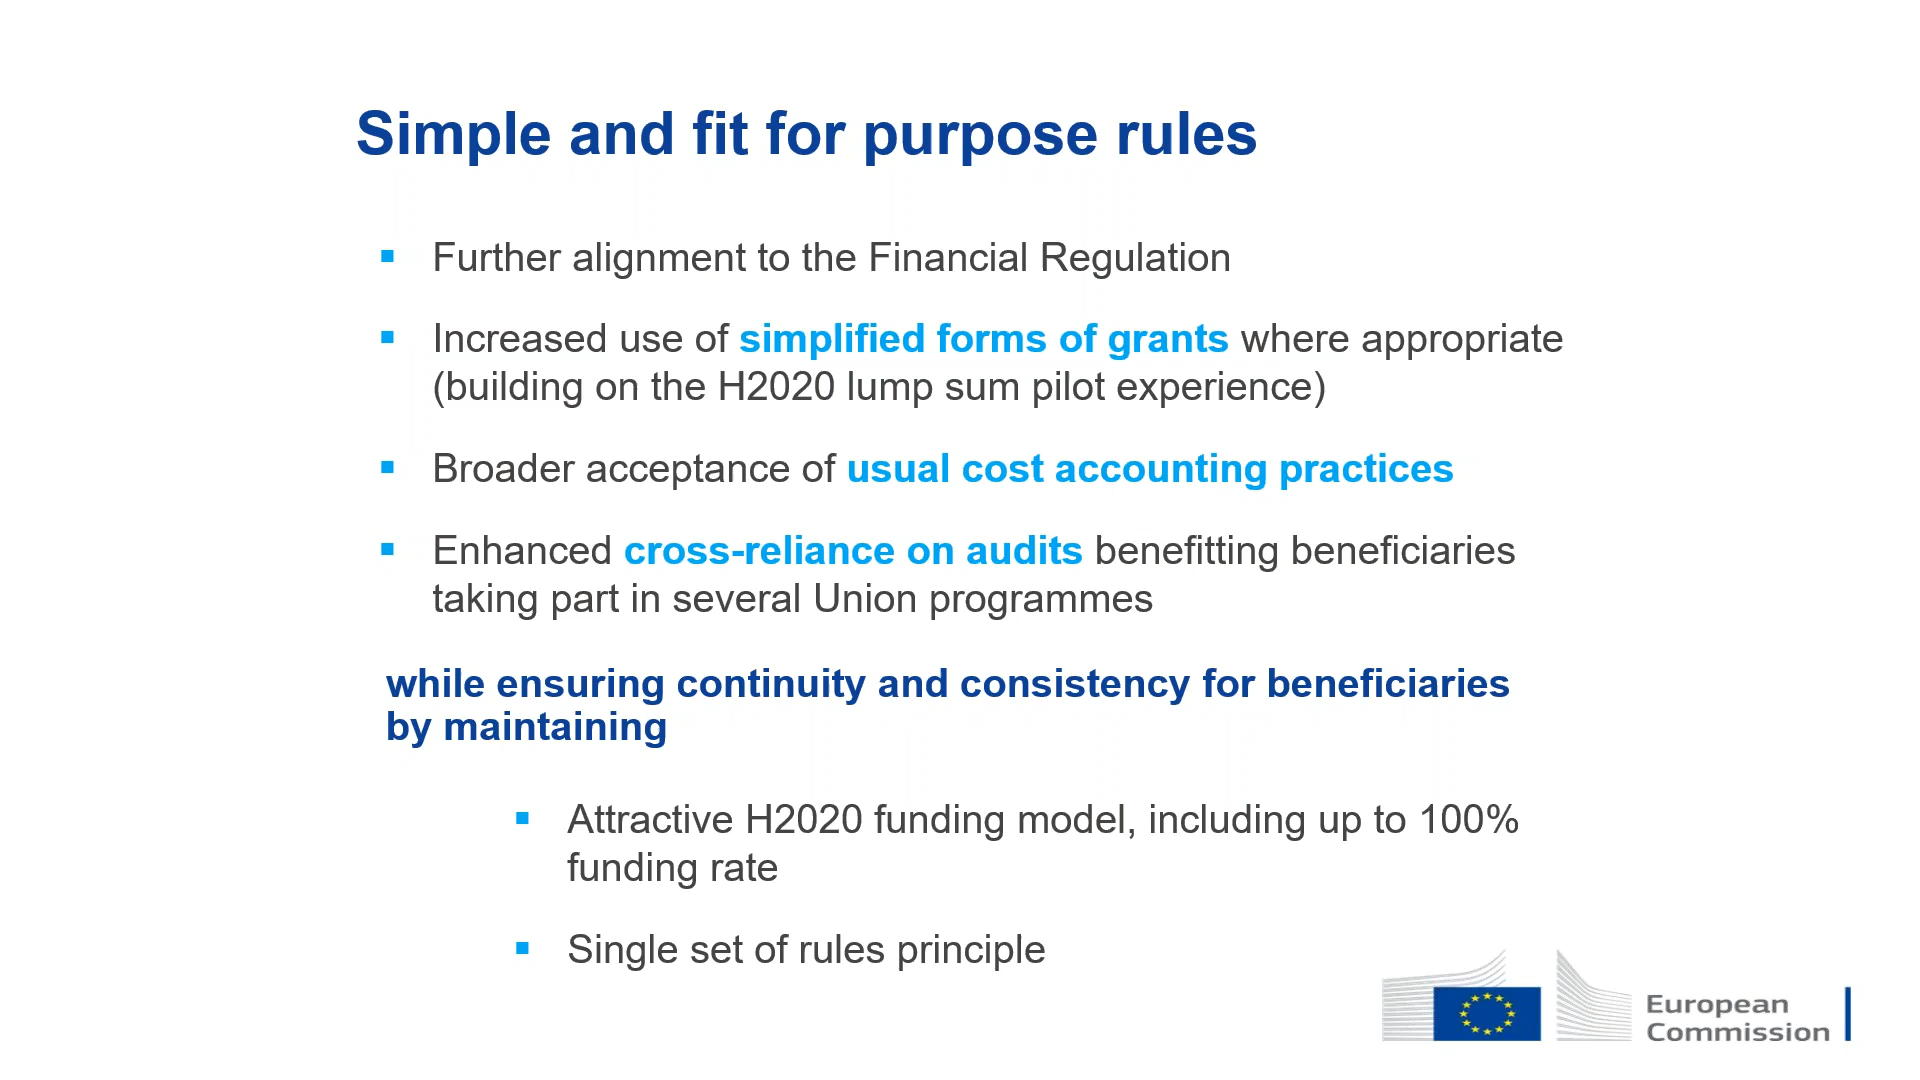 Simple and fit for purpose rules
Further alignment to the Financial Regulation
Increased use of simplified forms of grants where appropriate
(building on the H2020 lump sum pilot experience)
Broader acceptance of usual cost accounting practices
Enhanced cross-reliance on audits benefitting beneficiaries
taking part in several Union programmes
while ensuring continuity and consistency for beneficiaries
by maintaining
Attractive H2020 funding model, including up to 100%
funding rate
Single set of rules principle
European
Commission